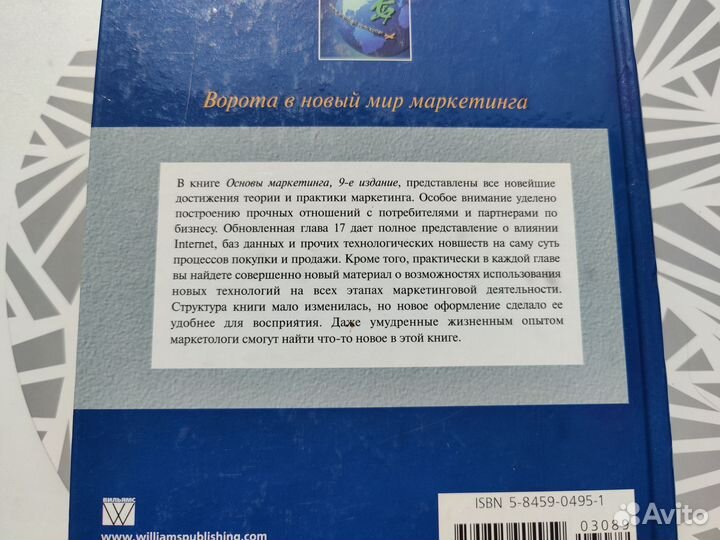 Ворота в новый мир маркетинга
В книге Основы маркетинга, 9-е издание, представлены все новейшие
достижения теории и практики маркетинга. Особое внимание уделено
построению прочных отношений с потребителями и партнерами по
бизнесу. Обновленная глава 17 дает полное представление о влиянии
Internet, баз данных и прочих технологических новшеств на саму суть
процессов покупки и продажи. Кроме того, практически в каждой главе
вы найдете совершенно новый материал о возможностях использования
новых технологий на всех этапах маркетинговой деятельности.
Структура книги мало изменилась, но новое оформление сделало ее
удобнее для восприятия. Даже умудренные жизненным опытом
маркетологи смогут найти что-то новое в этой книге.
ВИЛЬЯМС
www.williamspublishing.com
ISBN 5-8459-0495-1
03089
Avito